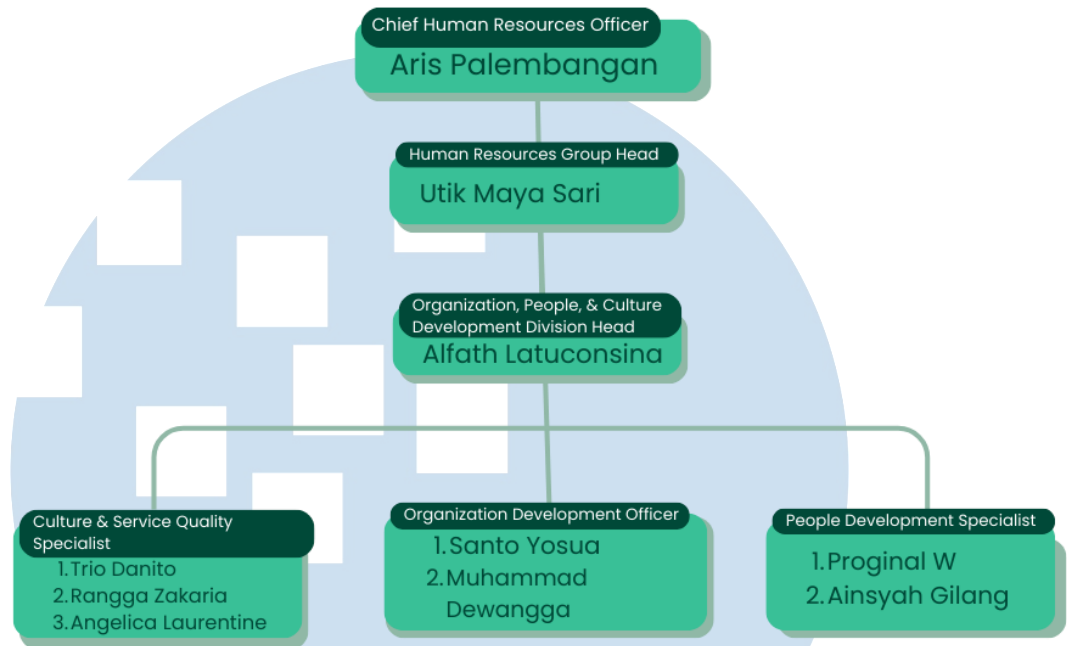 Chief Human Resources Officer
Aris Palembangan
Human Resources Group Head
Utik Maya Sari
Organization, People, & Culture
Development Division Head
Alfath Latuconsina
Culture & Service Quality
Specialist
1.Trio Danito
2.Rangga Zakaria
3.Angelica Laurentine
Organization Development Officer
1.Santo Yosua
2.Muhammad
Dewangga
People Development Specialist
1.Proginal W
2.Ainsyah Gilang